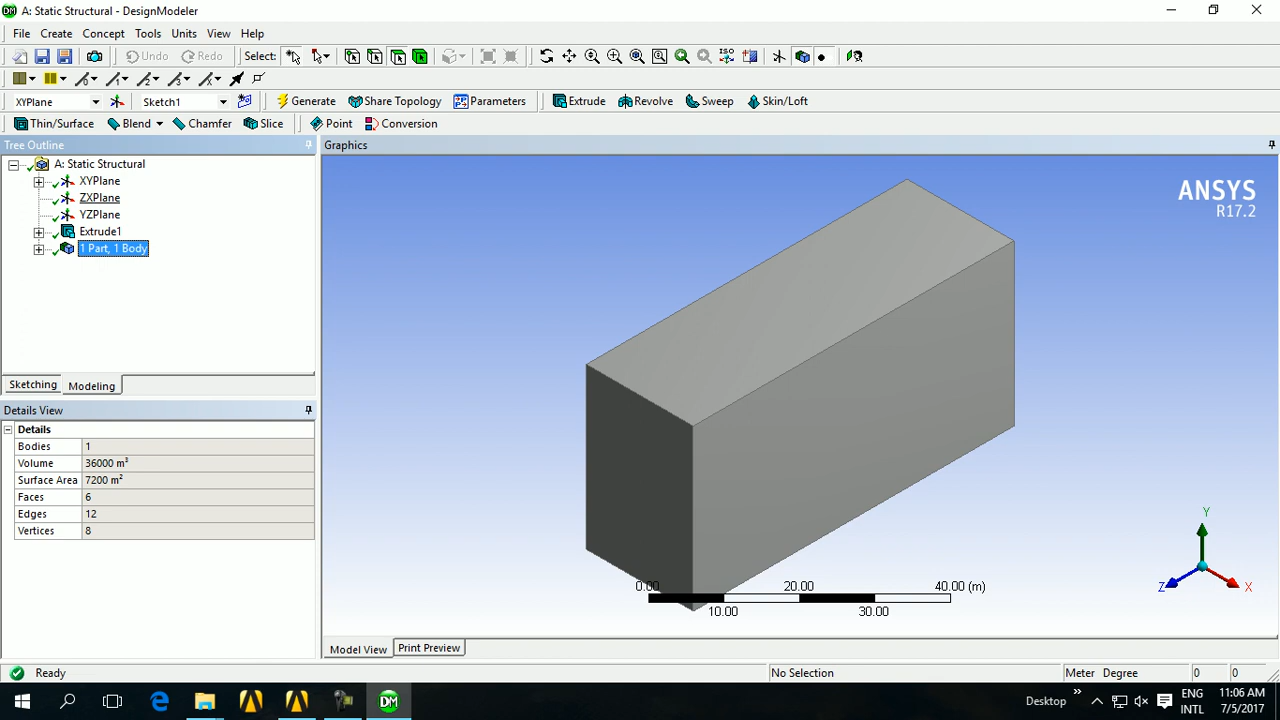 A: Static Structural - DesignModeler
File Create Concept Tools Units View Help
Undo Redo Select: ISO
XYPlane Sketch1 Generate Share Topology Parameters Extrude Revolve Sweep Skin/Loft
Thin/Surface Blend Chamfer Slice Point Conversion
Tree Outline
A: Static Structural
XYPlane
ZXPlane
YZPlane
Extrude1
1 Part, 1 Body
Sketching Modeling
Details View
Details
Bodies 1
Volume 36000 m³
Surface Area 7200 m²
Faces 6
Edges 12
Vertices 8
Graphics
ANSYS
R17.2
Y
Z X
0.00 20.00 40.00 (m)
10.00 30.00
Model View Print Preview
Ready No Selection Meter Degree 0 0
DM Desktop ENG 11:06 AM
INTL 7/5/2017